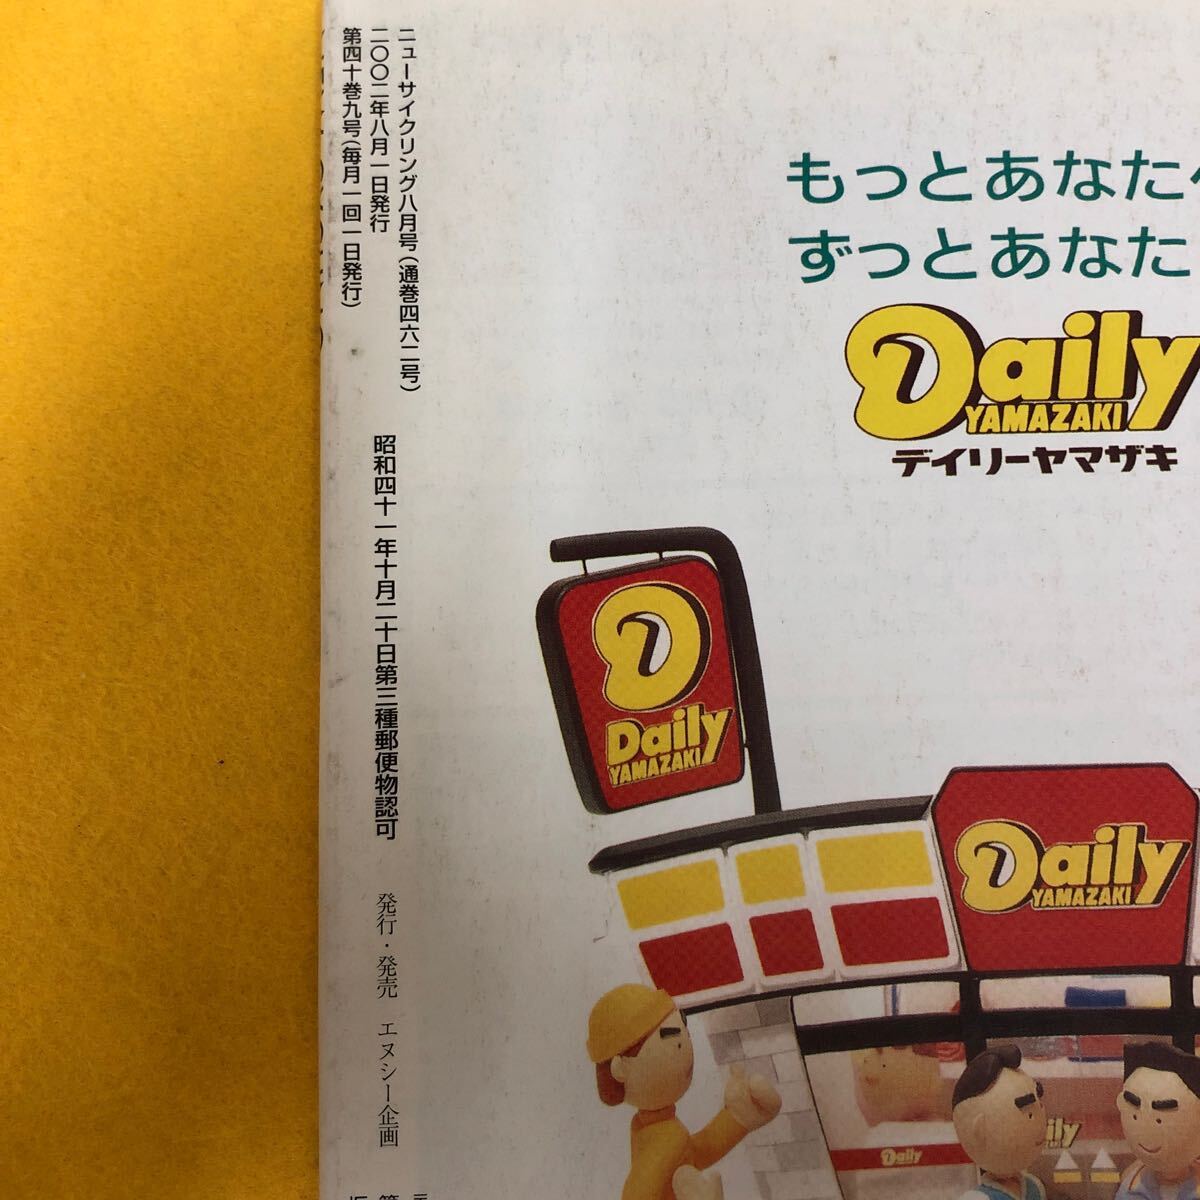 ニューサイクリング八月号(通巻四六二号)
二〇〇二年八月一日発行
第四十巻九号(毎月一回一日発行)
昭和四十一年十月二十日第三種郵便物認可
発行・発売 エヌシー企画
もっとあなた
ずっとあなた
Daily
YAMAZAKI
デイリーヤマザキ
Daily
YAMAZAKI
Daily
YAMAZAKI
Daily
ily